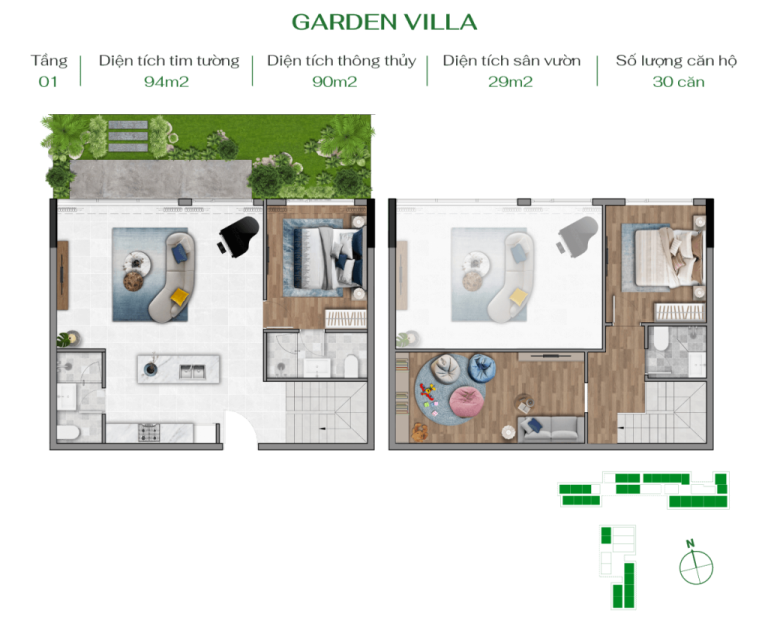 GARDEN VILLA
Tầng
01
Diện tích tim tường
94m2
Diện tích thông thủy
90m2
Diện tích sân vườn
29m2
Số lượng căn hộ
30 căn
N